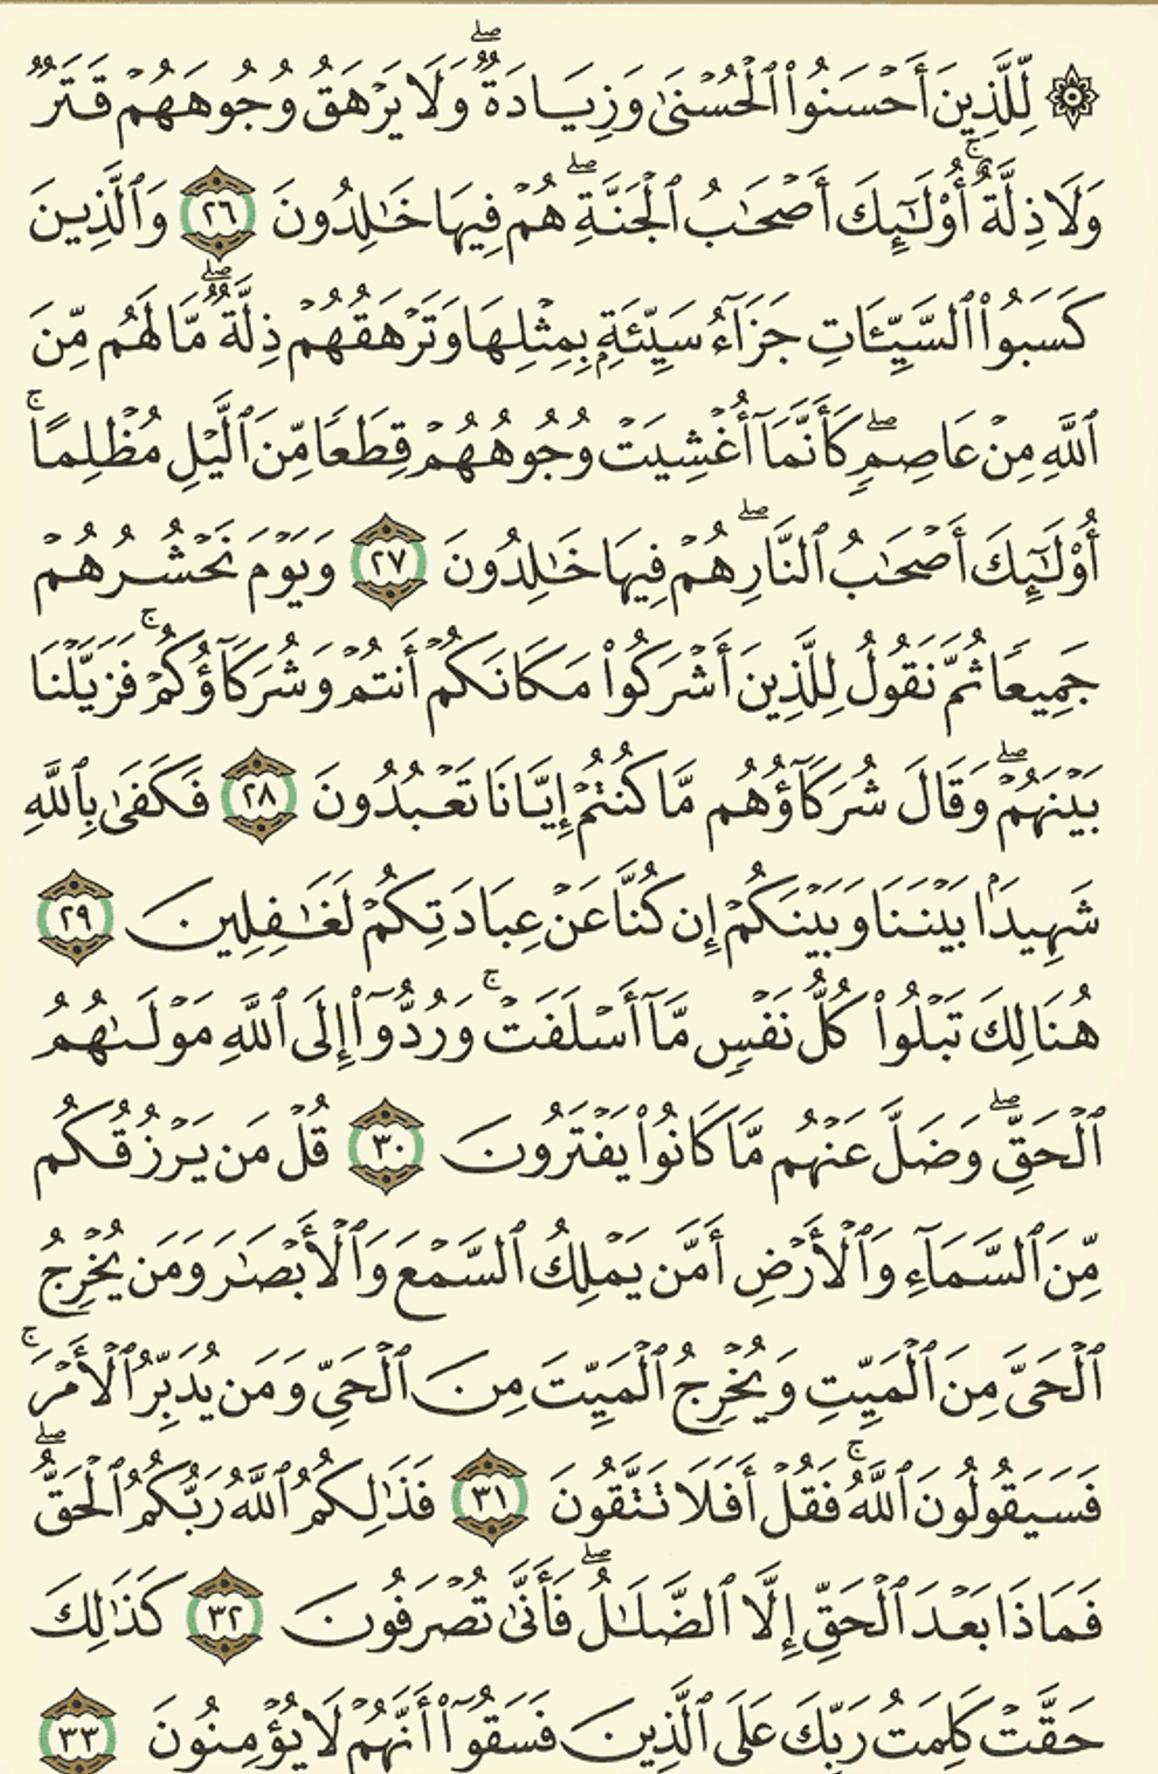 ۞ لِّلَّذِينَ أَحْسَنُوا۟ ٱلْحُسْنَىٰ وَزِيَادَةٌ ۖ وَلَا يَرْهَقُ وُجُوهَهُمْ قَتَرٌ
وَلَا ذِلَّةٌ ۚ أُو۟لَـٰٓئِكَ أَصْحَـٰبُ ٱلْجَنَّةِ ۖ هُمْ فِيهَا خَـٰلِدُونَ ٢٦ وَٱلَّذِينَ
كَسَبُوا۟ ٱلسَّيِّـَٔاتِ جَزَآءُ سَيِّئَةٍۭ بِمِثْلِهَا وَتَرْهَقُهُمْ ذِلَّةٌ ۖ مَّا لَهُم مِّنَ
ٱللَّهِ مِنْ عَاصِمٍ ۖ كَأَنَّمَآ أُغْشِيَتْ وُجُوهُهُمْ قِطَعًا مِّنَ ٱلَّيْلِ مُظْلِمًا ۚ
أُو۟لَـٰٓئِكَ أَصْحَـٰبُ ٱلنَّارِ ۖ هُمْ فِيهَا خَـٰلِدُونَ ٢٧ وَيَوْمَ نَحْشُرُهُمْ
جَمِيعًا ثُمَّ نَقُولُ لِلَّذِينَ أَشْرَكُوا۟ مَكَانَكُمْ أَنتُمْ وَشُرَكَآؤُكُمْ ۚ فَزَيَّلْنَا
بَيْنَهُمْ ۖ وَقَالَ شُرَكَآؤُهُم مَّا كُنتُمْ إِيَّانَا تَعْبُدُونَ ٢٨ فَكَفَىٰ بِٱللَّهِ
شَهِيدًۢا بَيْنَنَا وَبَيْنَكُمْ إِن كُنَّا عَنْ عِبَادَتِكُمْ لَغَـٰفِلِينَ ٢٩
هُنَالِكَ تَبْلُوا۟ كُلُّ نَفْسٍ مَّآ أَسْلَفَتْ ۚ وَرُدُّوٓا۟ إِلَى ٱللَّهِ مَوْلَىٰهُمُ
ٱلْحَقِّ ۖ وَضَلَّ عَنْهُم مَّا كَانُوا۟ يَفْتَرُونَ ٣٠ قُلْ مَن يَرْزُقُكُم
مِّنَ ٱلسَّمَآءِ وَٱلْأَرْضِ أَمَّن يَمْلِكُ ٱلسَّمْعَ وَٱلْأَبْصَـٰرَ وَمَن يُخْرِجُ
ٱلْحَىَّ مِنَ ٱلْمَيِّتِ وَيُخْرِجُ ٱلْمَيِّتَ مِنَ ٱلْحَىِّ وَمَن يُدَبِّرُ ٱلْأَمْرَ ۚ
فَسَيَقُولُونَ ٱللَّهُ ۚ فَقُلْ أَفَلَا تَتَّقُونَ ٣١ فَذَٰلِكُمُ ٱللَّهُ رَبُّكُمُ ٱلْحَقُّ ۖ
فَمَاذَا بَعْدَ ٱلْحَقِّ إِلَّا ٱلضَّلَـٰلُ ۖ فَأَنَّىٰ تُصْرَفُونَ ٣٢ كَذَٰلِكَ
حَقَّتْ كَلِمَتُ رَبِّكَ عَلَى ٱلَّذِينَ فَسَقُوٓا۟ أَنَّهُمْ لَا يُؤْمِنُونَ ٣٣